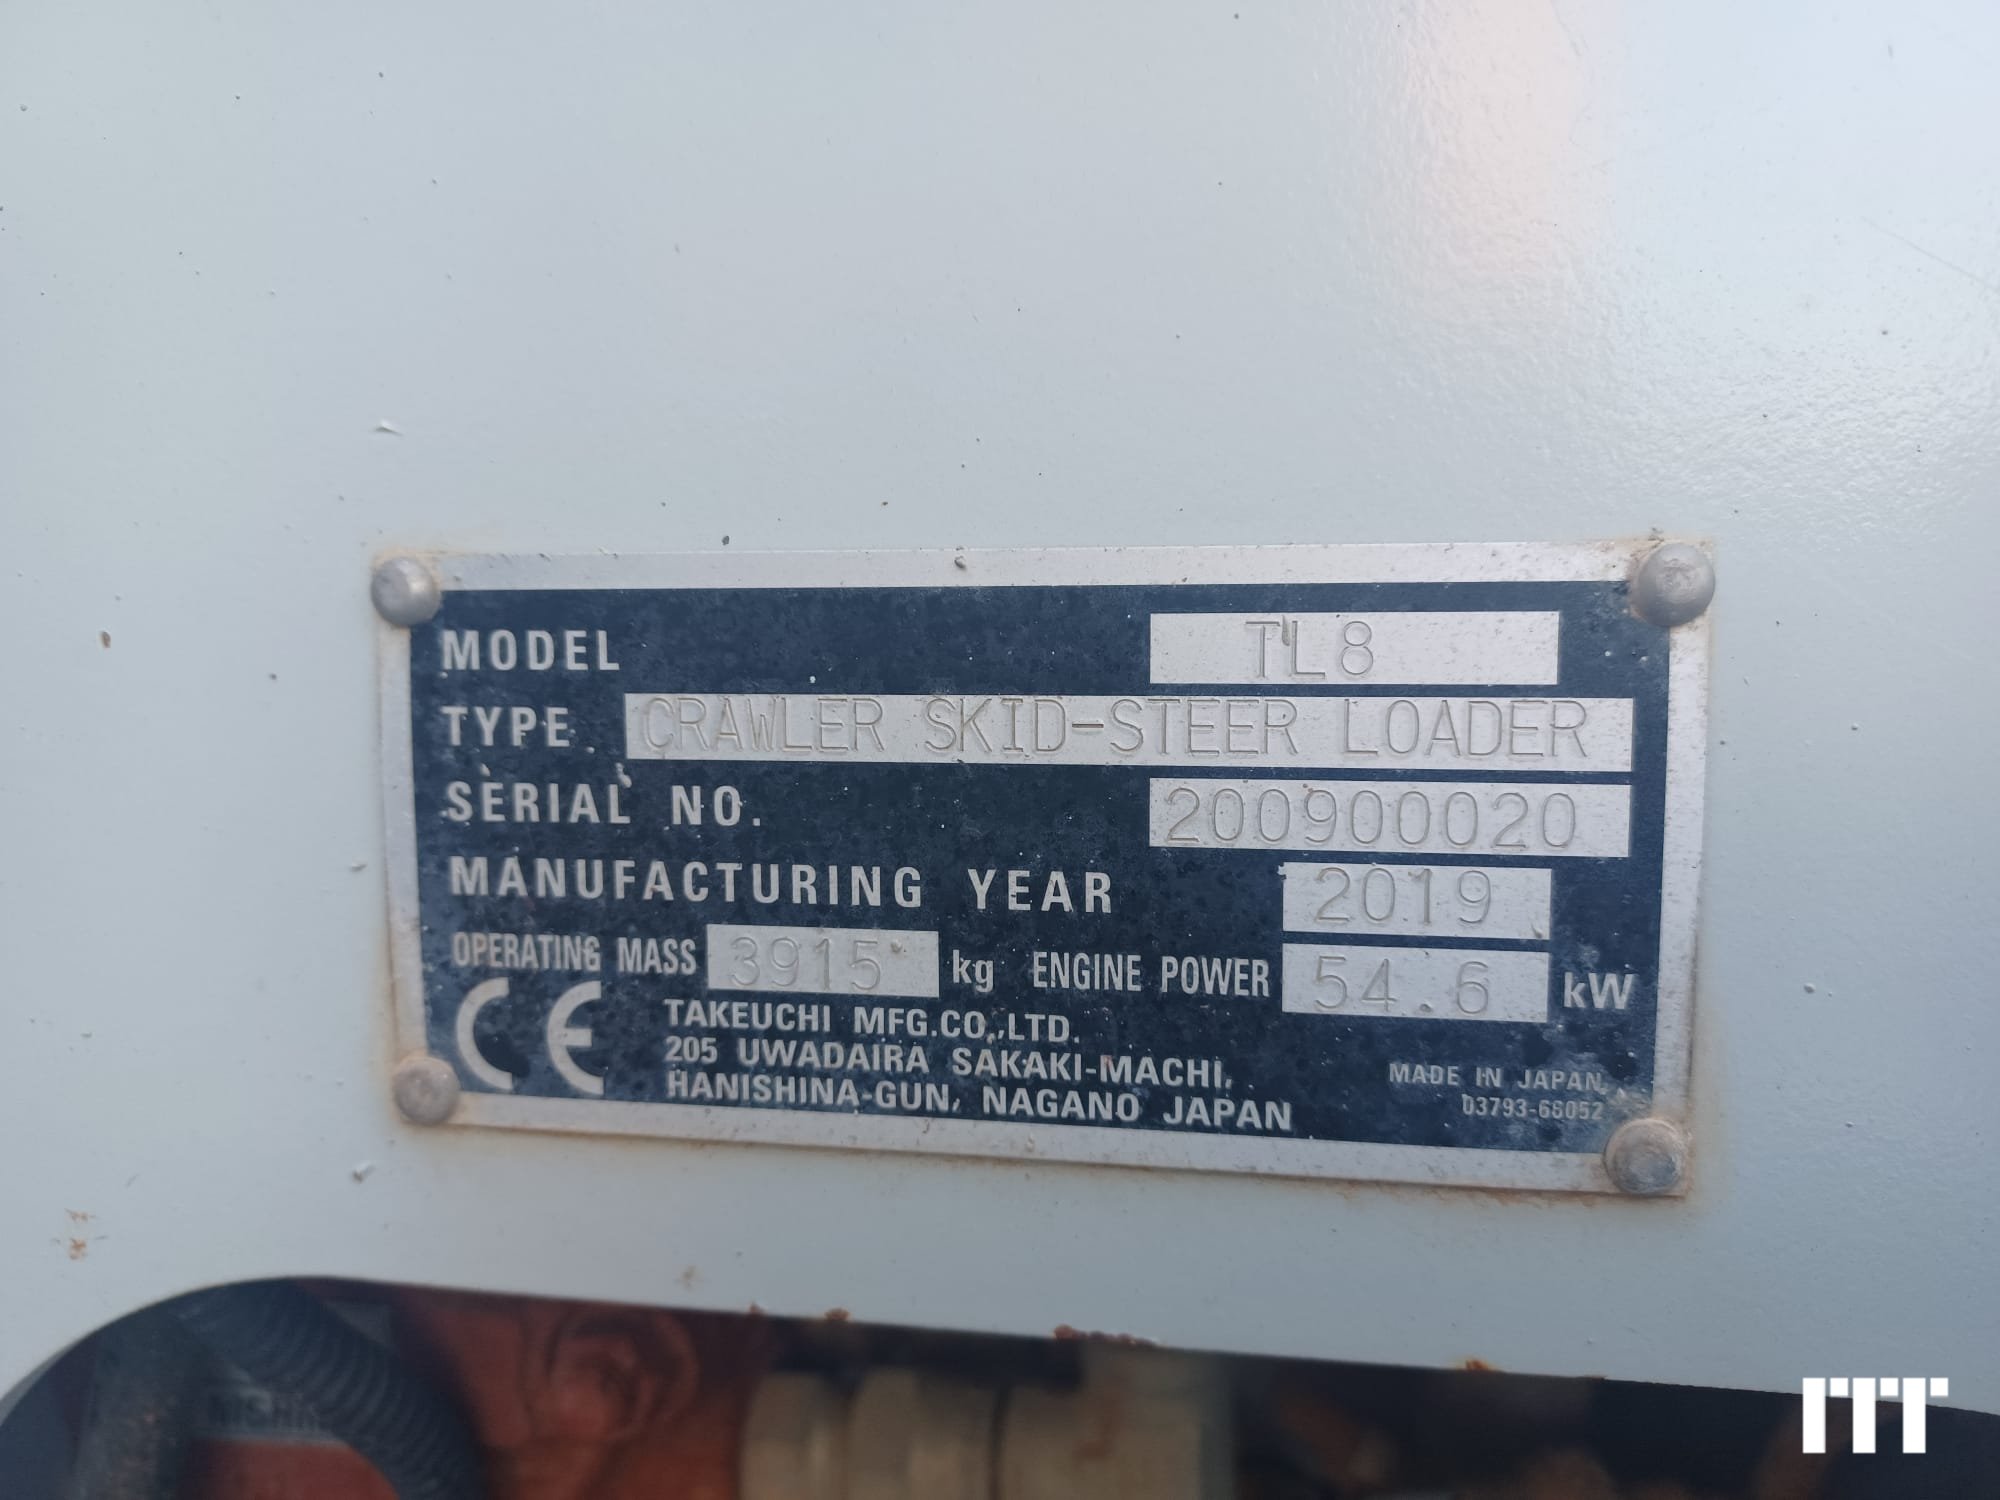 MODEL TL8
TYPE CRAWLER SKID-STEER LOADER
SERIAL NO. 200900020
MANUFACTURING YEAR 2019
OPERATING MASS 3915 kg ENGINE POWER 54.6 kW
CE TAKEUCHI MFG.CO.,LTD.
205 UWADAIRA SAKAKI-MACHI,
HANISHINA-GUN, NAGANO JAPAN
MADE IN JAPAN
03793-68052